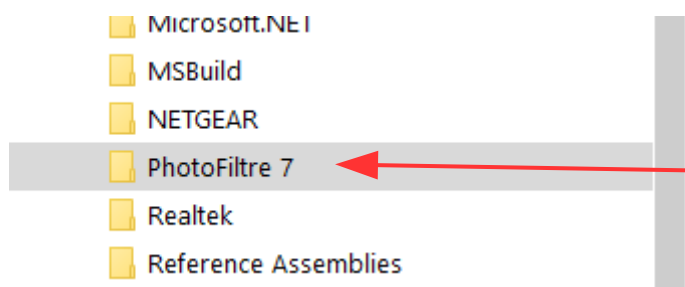 Microsoft.NET
MSBuild
NETGEAR
PhotoFiltre 7
Realtek
Reference Assemblies